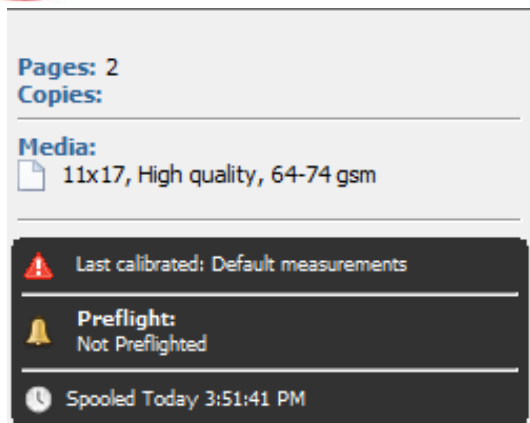 Pages: 2
Copies:
Media:
11x17, High quality, 64-74 gsm
Last calibrated: Default measurements
Preflight:
Not Preflighted
Spooled Today 3:51:41 PM